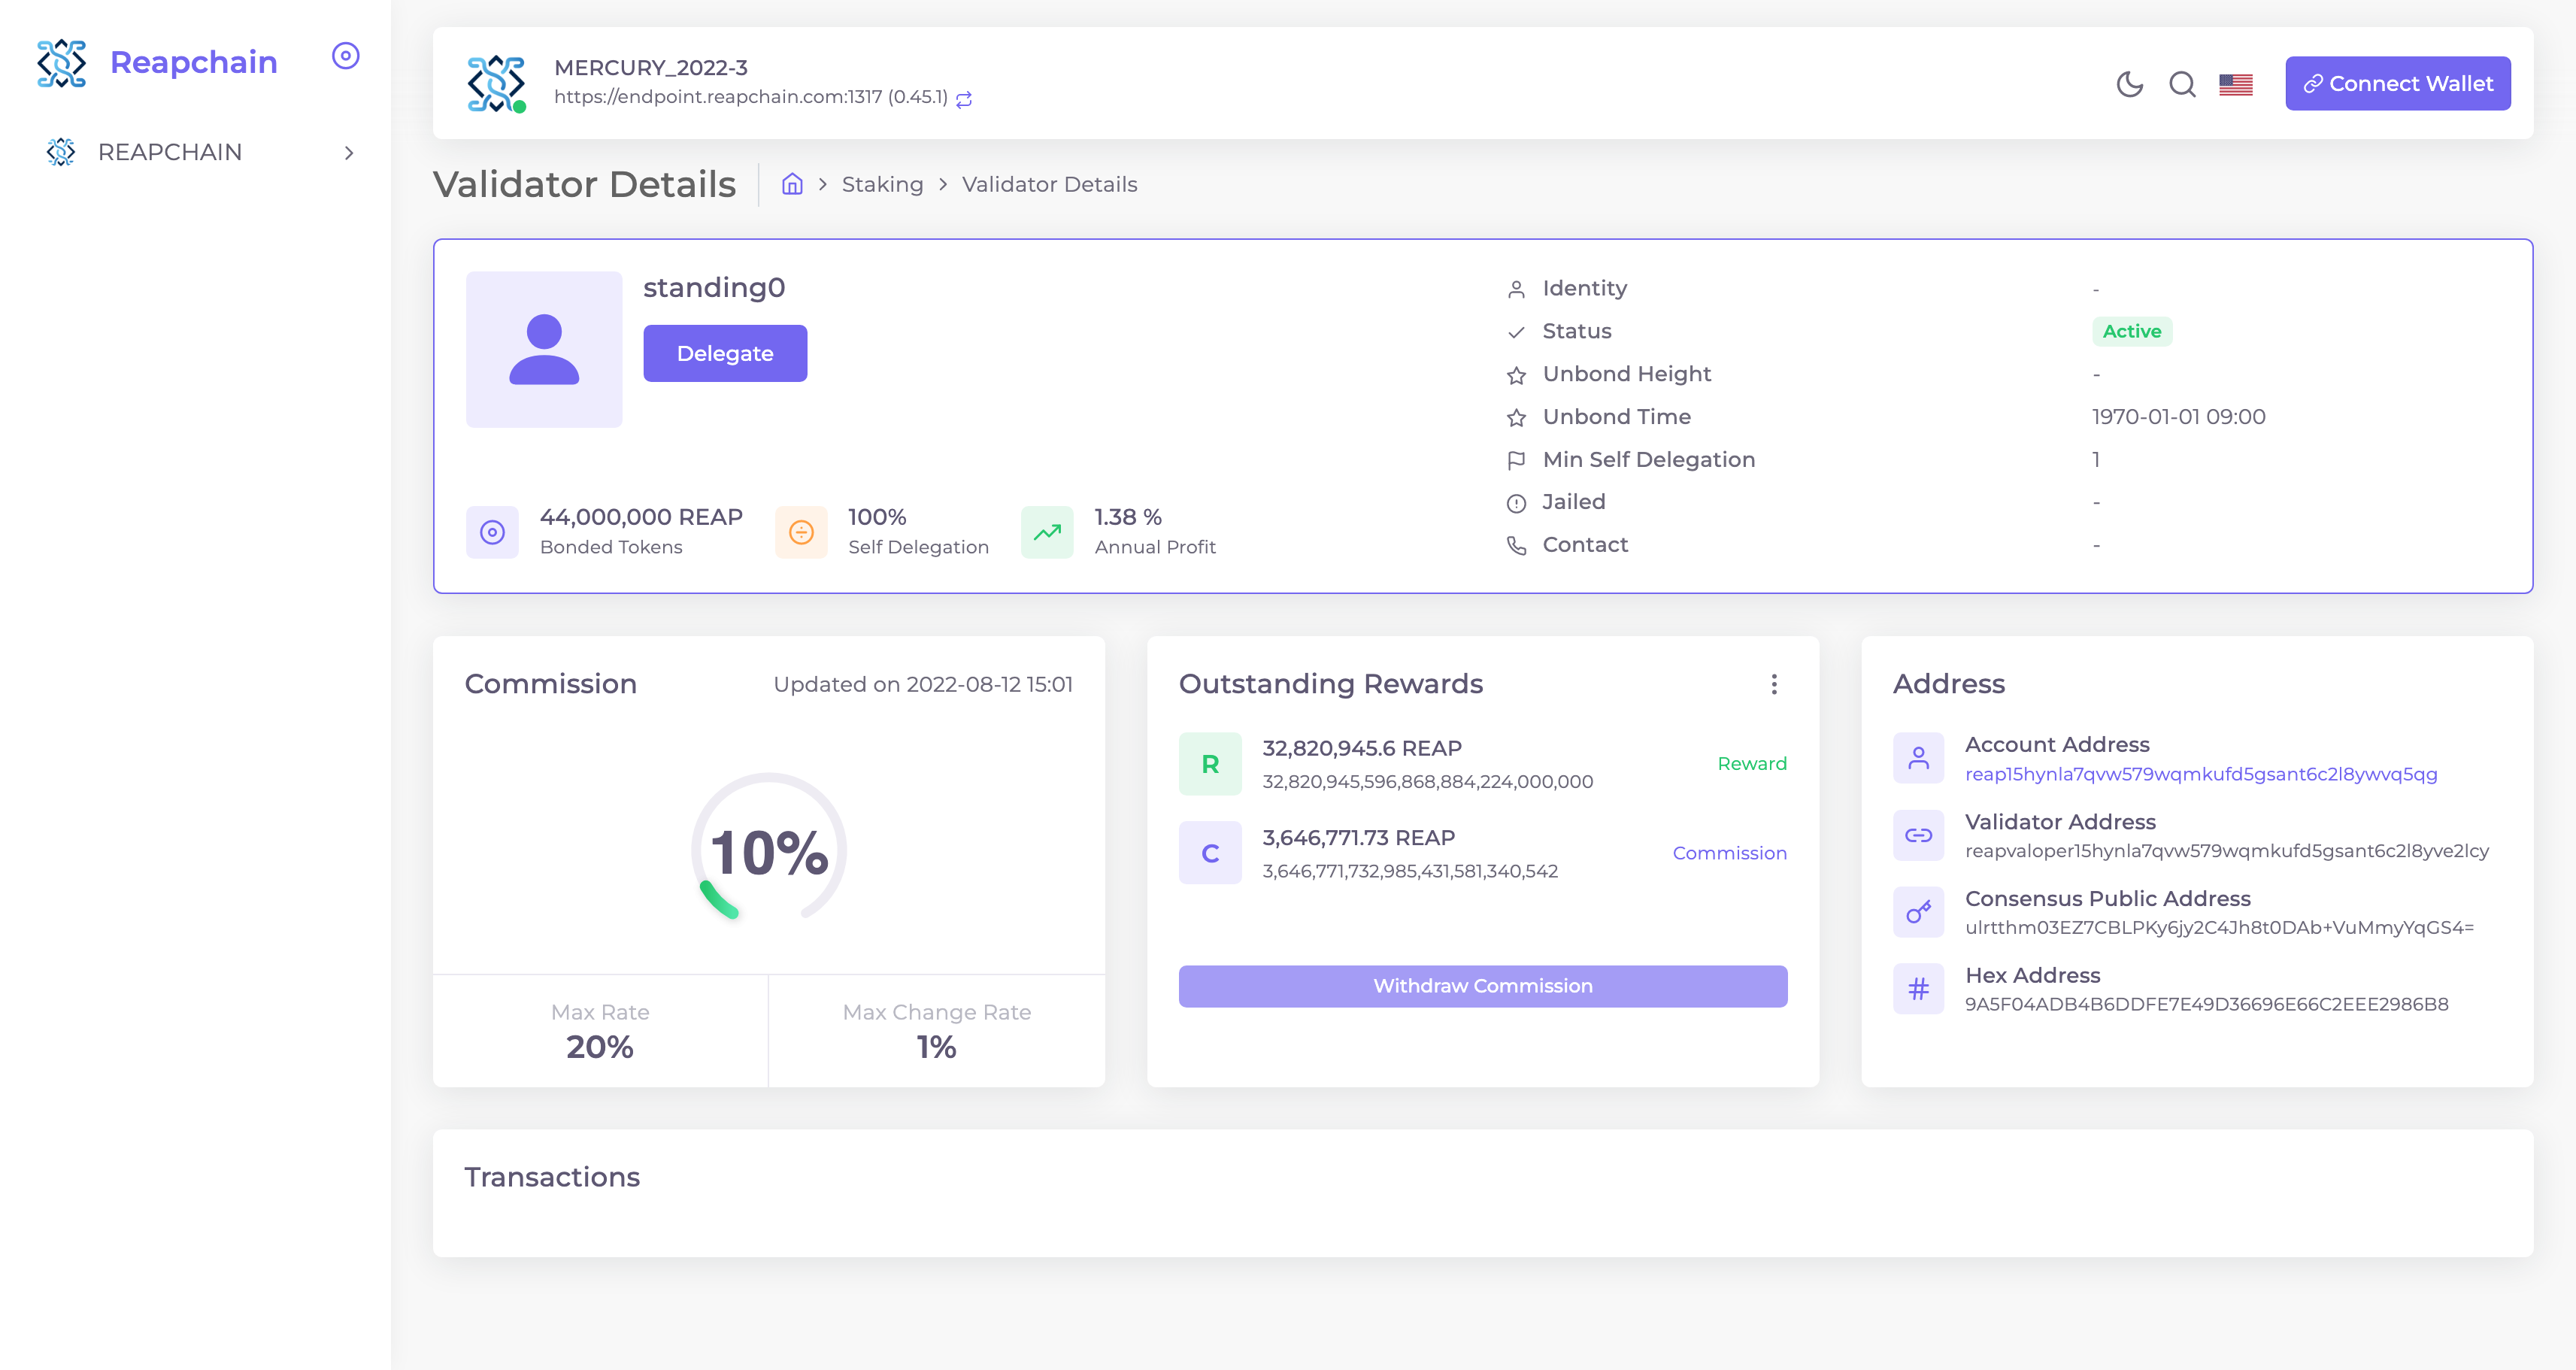 Reapchain
REAPCHAIN
MERCURY_2022-3
https://endpoint.reapchain.com:1317 (0.45.1)
Connect Wallet
Validator Details
Staking
Validator Details
standing0
Delegate
44,000,000 REAP
Bonded Tokens
100%
Self Delegation
1.38 %
Annual Profit
Identity -
Status Active
Unbond Height -
Unbond Time 1970-01-01 09:00
Min Self Delegation 1
Jailed -
Contact -
Commission
Updated on 2022-08-12 15:01
10%
Max Rate
20%
Max Change Rate
1%
Outstanding Rewards
R
32,820,945.6 REAP
32,820,945,596,868,884,224,000,000
Reward
C
3,646,771.73 REAP
3,646,771,732,985,431,581,340,542
Commission
Withdraw Commission
Address
Account Address
reap15hynla7qvw579wqmkufd5gsant6c2l8ywvq5qg
Validator Address
reapvaloper15hynla7qvw579wqmkufd5gsant6c2l8yve2lcy
Consensus Public Address
ulrtthm03EZ7CBLPKy6jy2C4Jh8t0DAb+VuMmyYqGS4=
Hex Address
9A5F04ADB4B6DDFE7E49D36696E66C2EEE2986B8
Transactions